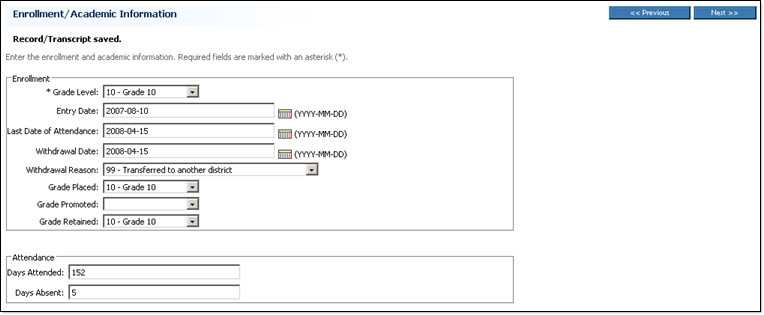 Enrollment/Academic Information
<< Previous
Next >>
Record/Transcript saved.
Enter the enrollment and academic information. Required fields are marked with an asterisk (*).
Enrollment
* Grade Level: 10 - Grade 10
Entry Date: 2007-08-10 (YYYY-MM-DD)
Last Date of Attendance: 2008-04-15 (YYYY-MM-DD)
Withdrawal Date: 2008-04-15 (YYYY-MM-DD)
Withdrawal Reason: 99 - Transferred to another district
Grade Placed: 10 - Grade 10
Grade Promoted:
Grade Retained: 10 - Grade 10
Attendance
Days Attended: 152
Days Absent: 5